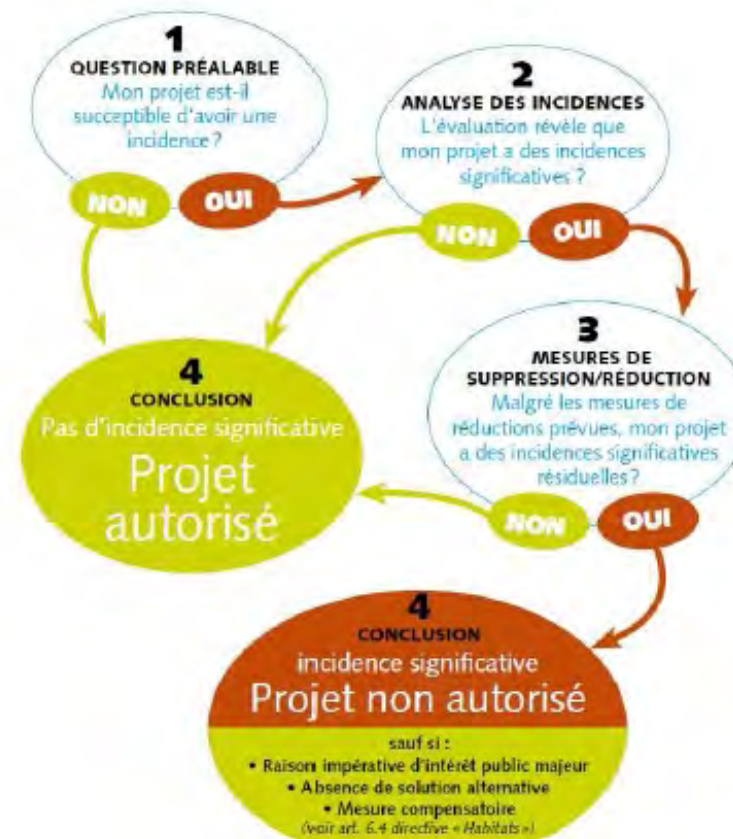 1
QUESTION PRÉALABLE
Mon projet est-il
succeptible d'avoir une
incidence ?
NON
OUI
2
ANALYSE DES INCIDENCES
L'évaluation révèle que
mon projet a des incidences
significatives ?
NON
OUI
3
MESURES DE
SUPPRESSION/RÉDUCTION
Malgré les mesures de
réductions prévues, mon projet
a des incidences significatives
résiduelles ?
NON
OUI
4
CONCLUSION
Pas d'incidence significative
Projet
autorisé
4
CONCLUSION
incidence significative
Projet non autorisé
sauf si :
• Raison impérative d'intérêt public majeur
• Absence de solution alternative
• Mesure compensatoire
(voir art. 6.4 directive « Habitats »)